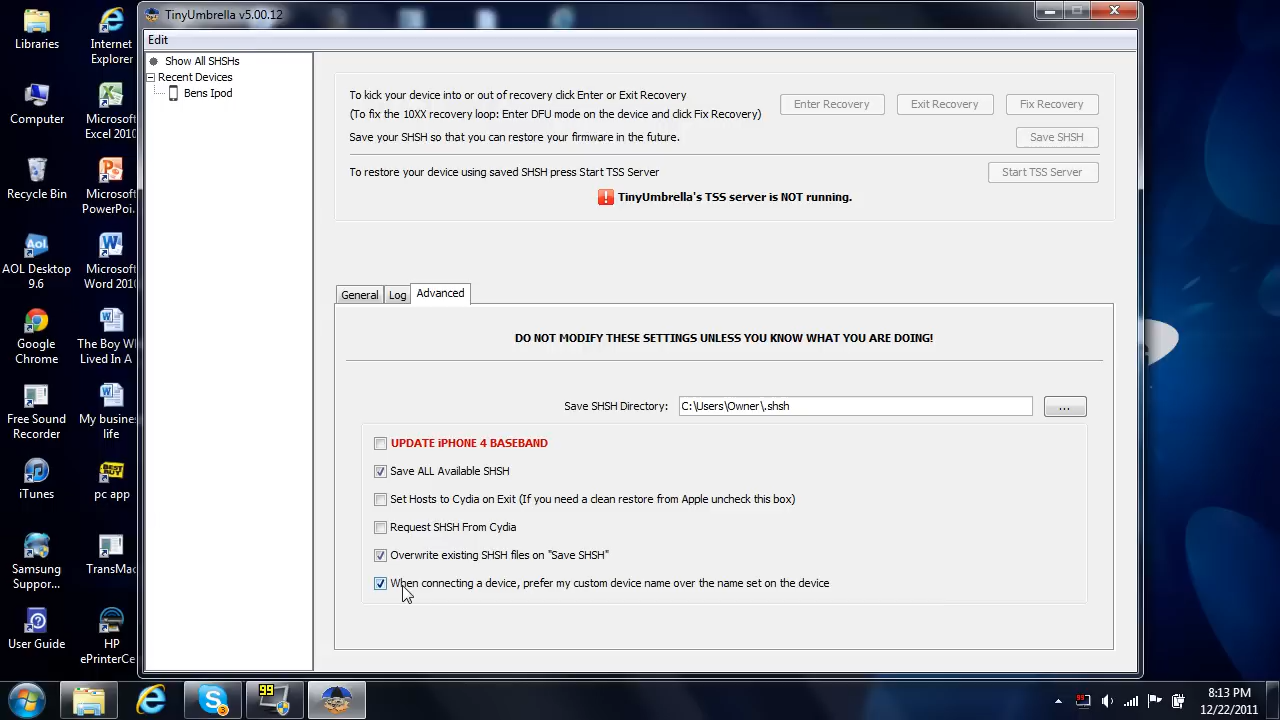 Libraries
Internet
Explorer
Computer
Microsoft
Excel 2010
Recycle Bin
Microsoft
PowerPoi...
AOL Desktop
9.6
Microsoft
Word 2010
Google
Chrome
The Boy W
Lived In A
Free Sound
Recorder
My busine
life
iTunes
pc app
Samsung
Suppor...
TransMac
User Guide
HP
ePrinterCe
TinyUmbrella v5.00.12
Edit
Show All SHSHs
Recent Devices
Bens Ipod
To kick your device into or out of recovery click Enter or Exit Recovery
(To fix the 10XX recovery loop: Enter DFU mode on the device and click Fix Recovery)
Enter Recovery
Exit Recovery
Fix Recovery
Save your SHSH so that you can restore your firmware in the future.
Save SHSH
To restore your device using saved SHSH press Start TSS Server
Start TSS Server
TinyUmbrella's TSS server is NOT running.
General
Log
Advanced
DO NOT MODIFY THESE SETTINGS UNLESS YOU KNOW WHAT YOU ARE DOING!
Save SHSH Directory:
C:\Users\Owner\.shsh
...
UPDATE iPHONE 4 BASEBAND
Save ALL Available SHSH
Set Hosts to Cydia on Exit (If you need a clean restore from Apple uncheck this box)
Request SHSH From Cydia
Overwrite existing SHSH files on "Save SHSH"
When connecting a device, prefer my custom device name over the name set on the device
99
8:13 PM
12/22/2011